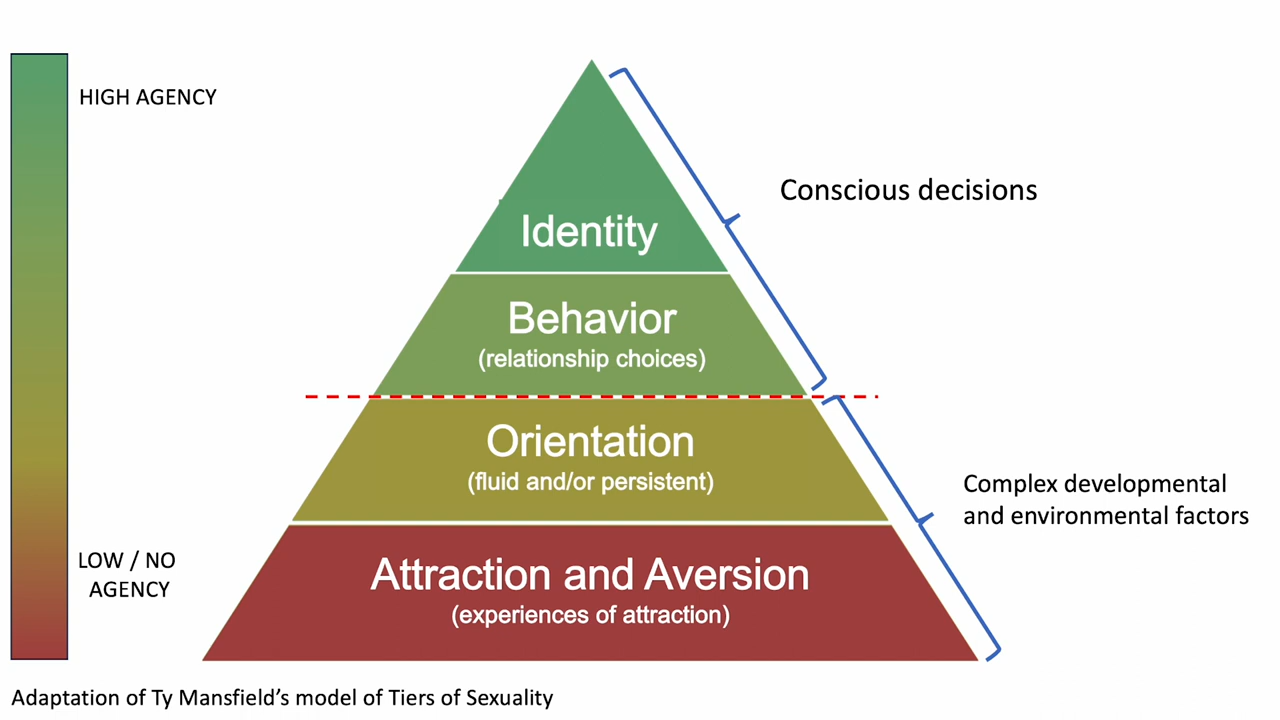 HIGH AGENCY
Conscious decisions
Identity
Behavior
(relationship choices)
Orientation
(fluid and/or persistent)
Complex developmental
and environmental factors
LOW / NO
AGENCY
Attraction and Aversion
(experiences of attraction)
Adaptation of Ty Mansfield’s model of Tiers of Sexuality